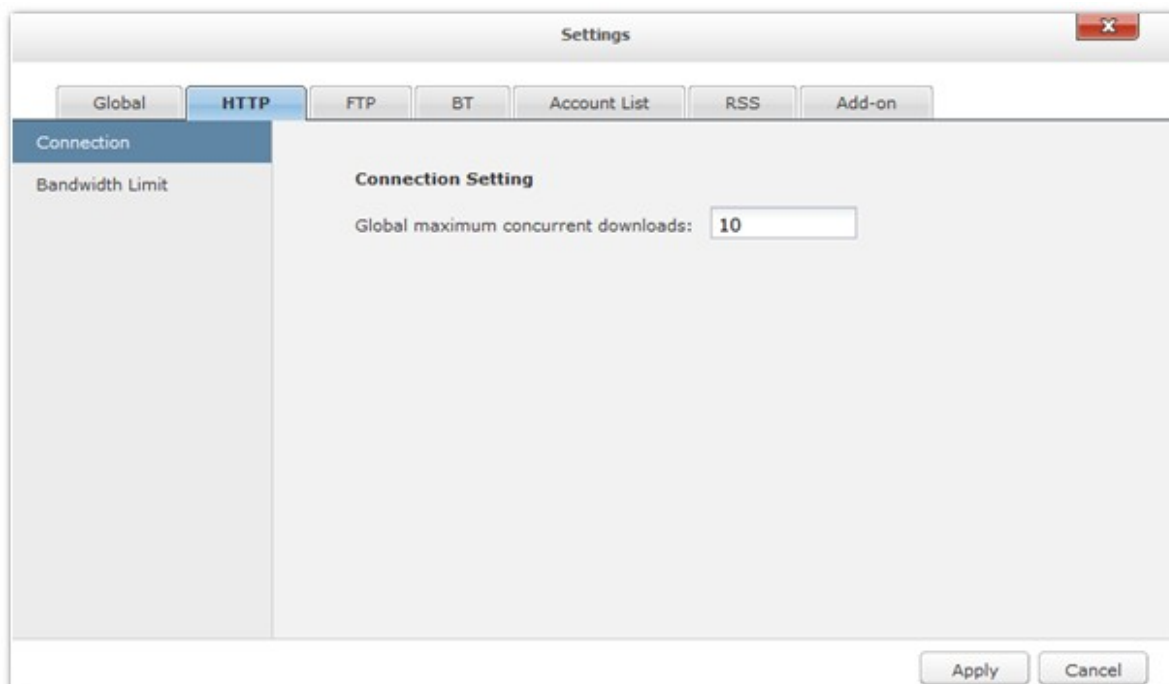 Settings
Global HTTP FTP BT Account List RSS Add-on
Connection
Bandwidth Limit
Connection Setting
Global maximum concurrent downloads: 10
Apply Cancel